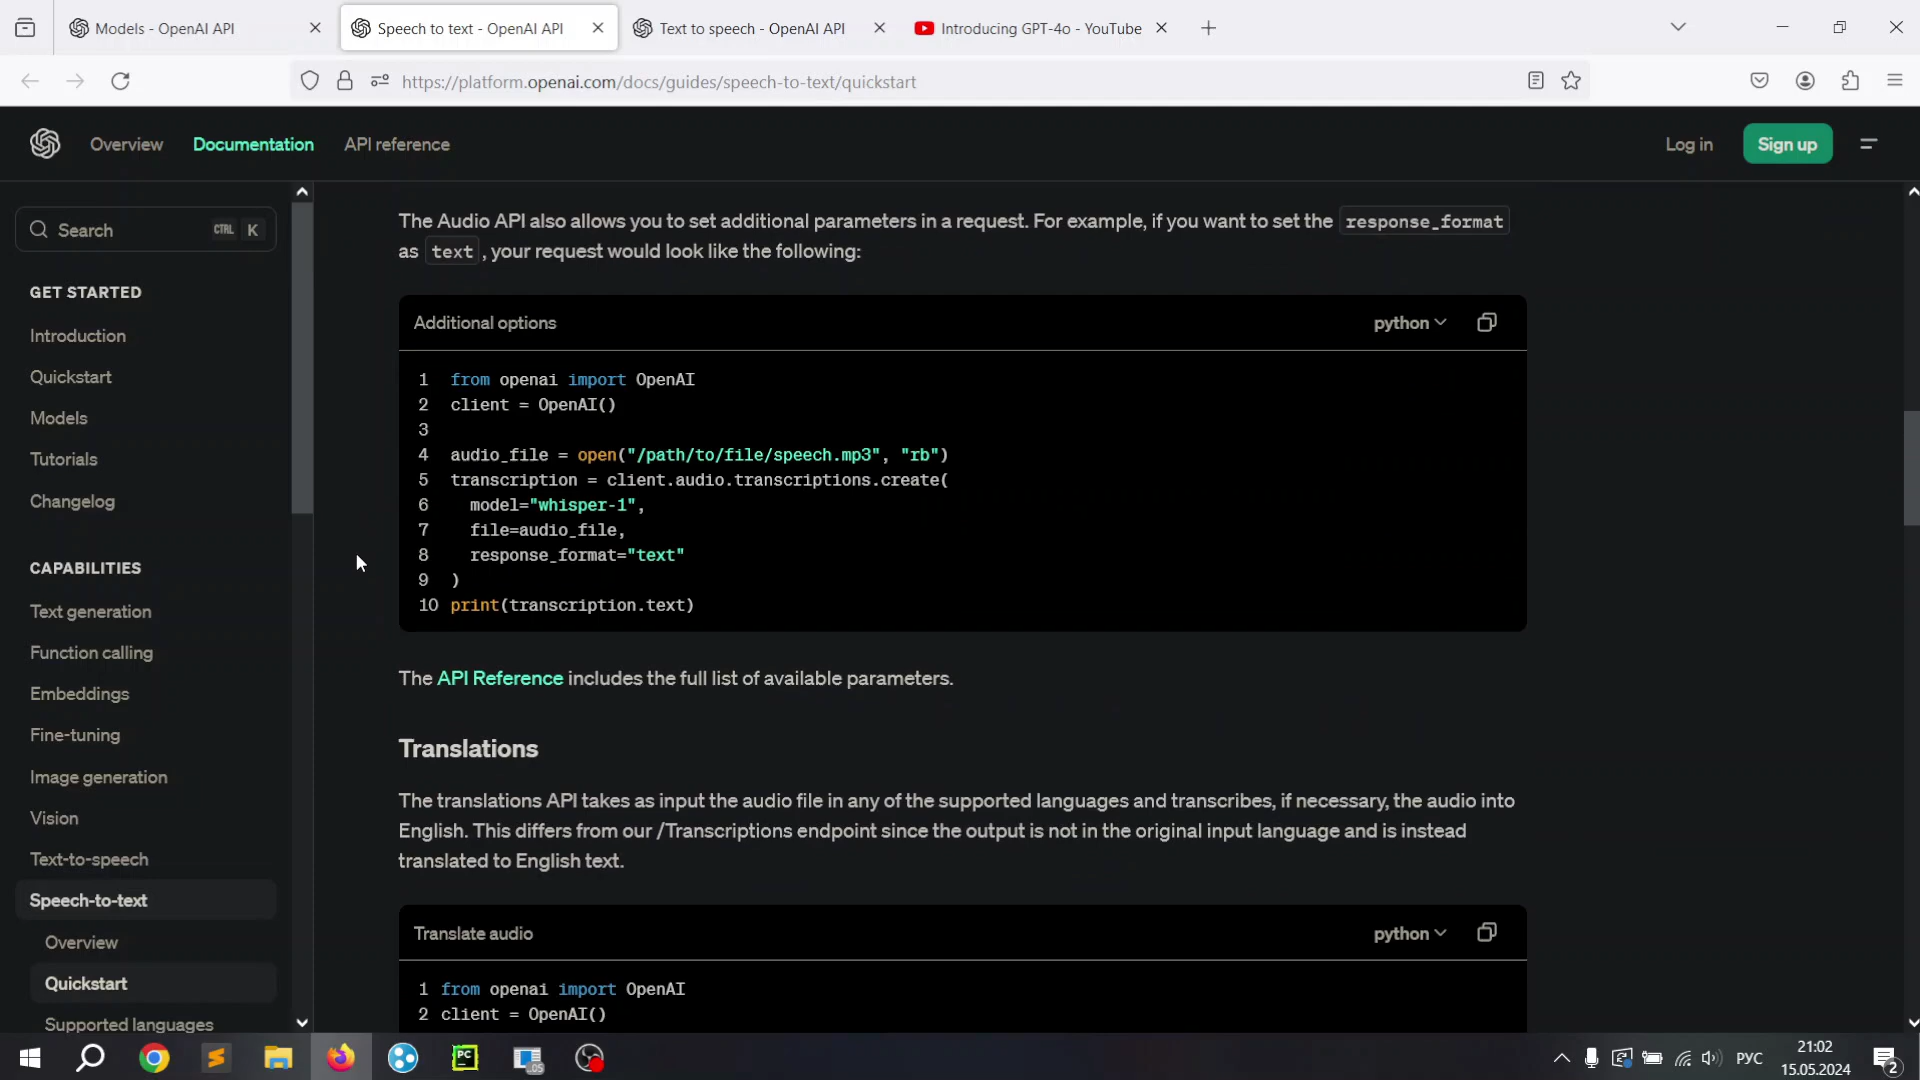 Models - OpenAI API
Speech to text - OpenAI API
Text to speech - OpenAI API
Introducing GPT-4o - YouTube
https://platform.openai.com/docs/guides/speech-to-text/quickstart
Overview
Documentation
API reference
Log in
Sign up
Search
CTRL
K
GET STARTED
Introduction
Quickstart
Models
Tutorials
Changelog
CAPABILITIES
Text generation
Function calling
Embeddings
Fine-tuning
Image generation
Vision
Text-to-speech
Speech-to-text
Overview
Quickstart
Supported languages
The Audio API also allows you to set additional parameters in a request. For example, if you want to set the response_format
as text, your request would look like the following:
Additional options
python
1 from openai import OpenAI
2 client = OpenAI()
3
4 audio_file = open("/path/to/file/speech.mp3", "rb")
5 transcription = client.audio.transcriptions.create(
6 model="whisper-1",
7 file=audio_file,
8 response_format="text"
9 )
10 print(transcription.text)
The API Reference includes the full list of available parameters.
Translations
The translations API takes as input the audio file in any of the supported languages and transcribes, if necessary, the audio into
English. This differs from our /Transcriptions endpoint since the output is not in the original input language and is instead
translated to English text.
Translate audio
python
1 from openai import OpenAI
2 client = OpenAI()
PC
РУС
21:02
15.05.2024
2